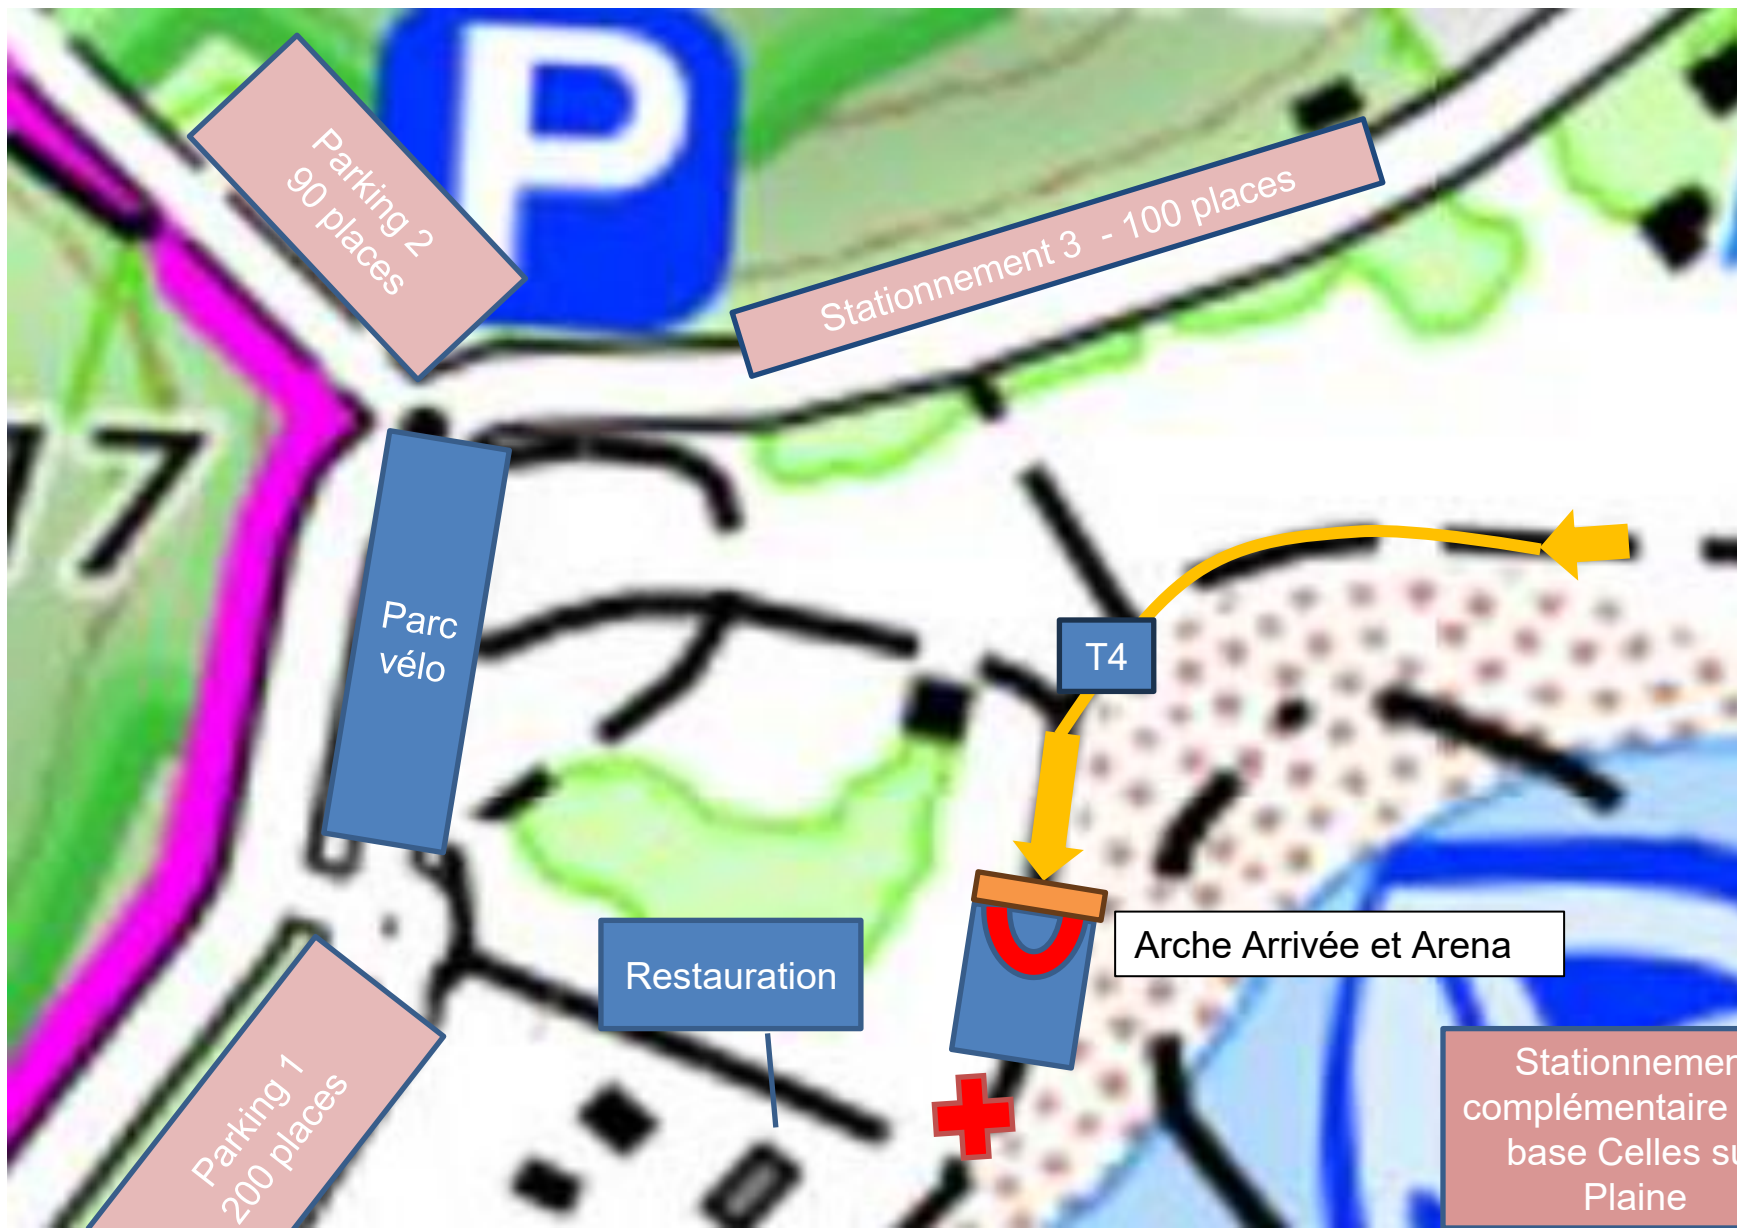 P
Parking 2
90 places
Stationnement 3 - 100 places
17
Parc
vélo
T4
Arche Arrivée et Arena
Restauration
Parking 1
200 places
Stationnemen
complémentaire
base Celles su
Plaine